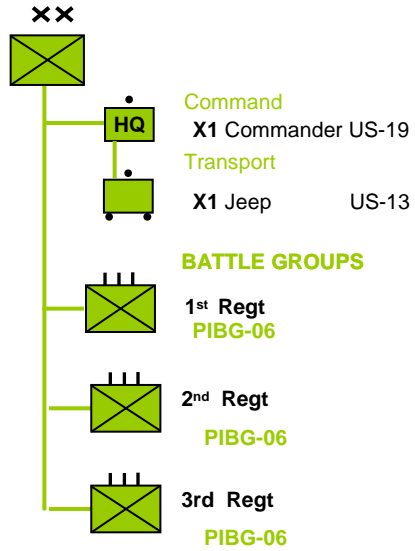 ××
Command
HQ
X1 Commander US-19
Transport
X1 Jeep US-13
BATTLE GROUPS
1st Regt
PIBG-06
2nd Regt
PIBG-06
3rd Regt
PIBG-06